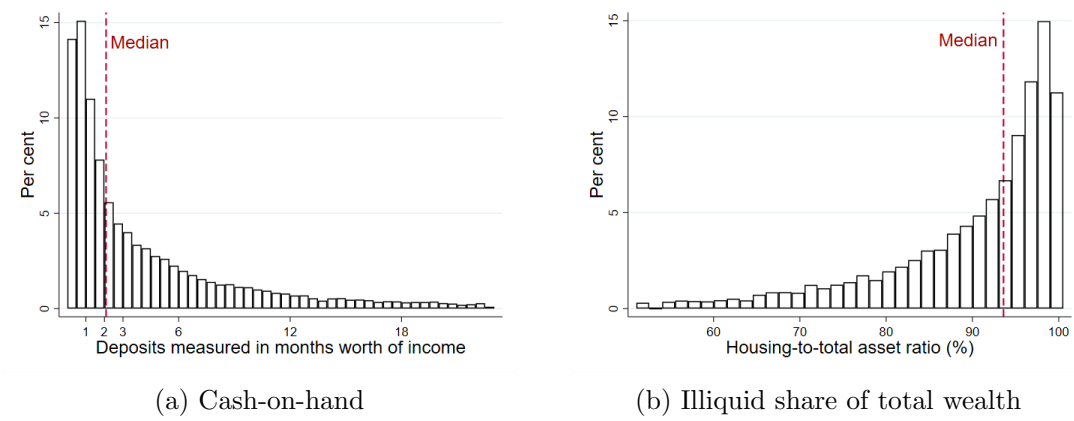 15
10
5
0
Per cent
Median
1 2 3 6 12 18
Deposits measured in months worth of income
(a) Cash-on-hand
15
10
5
0
Per cent
Median
60 70 80 90 100
Housing-to-total asset ratio (%)
(b) Illiquid share of total wealth